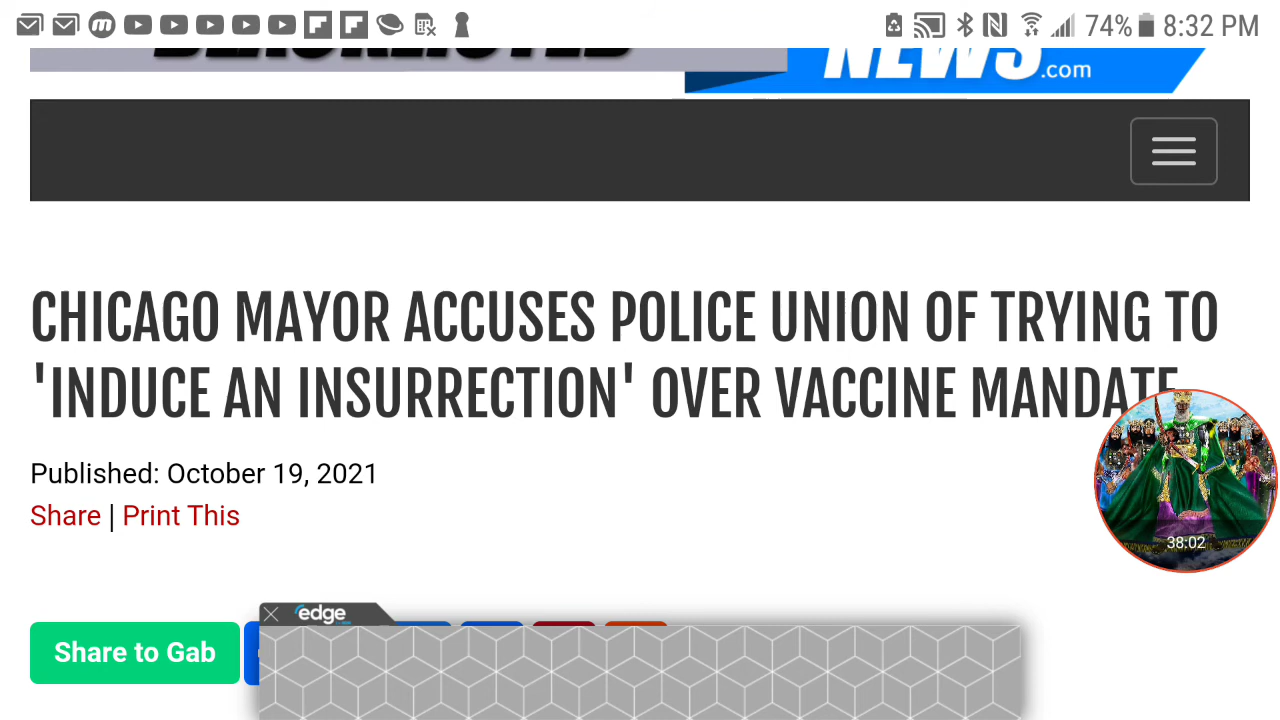 74% 8:32 PM
NEWS.com
CHICAGO MAYOR ACCUSES POLICE UNION OF TRYING TO
'INDUCE AN INSURRECTION' OVER VACCINE MANDATE
Published: October 19, 2021
Share | Print This
38:02
edge
Share to Gab